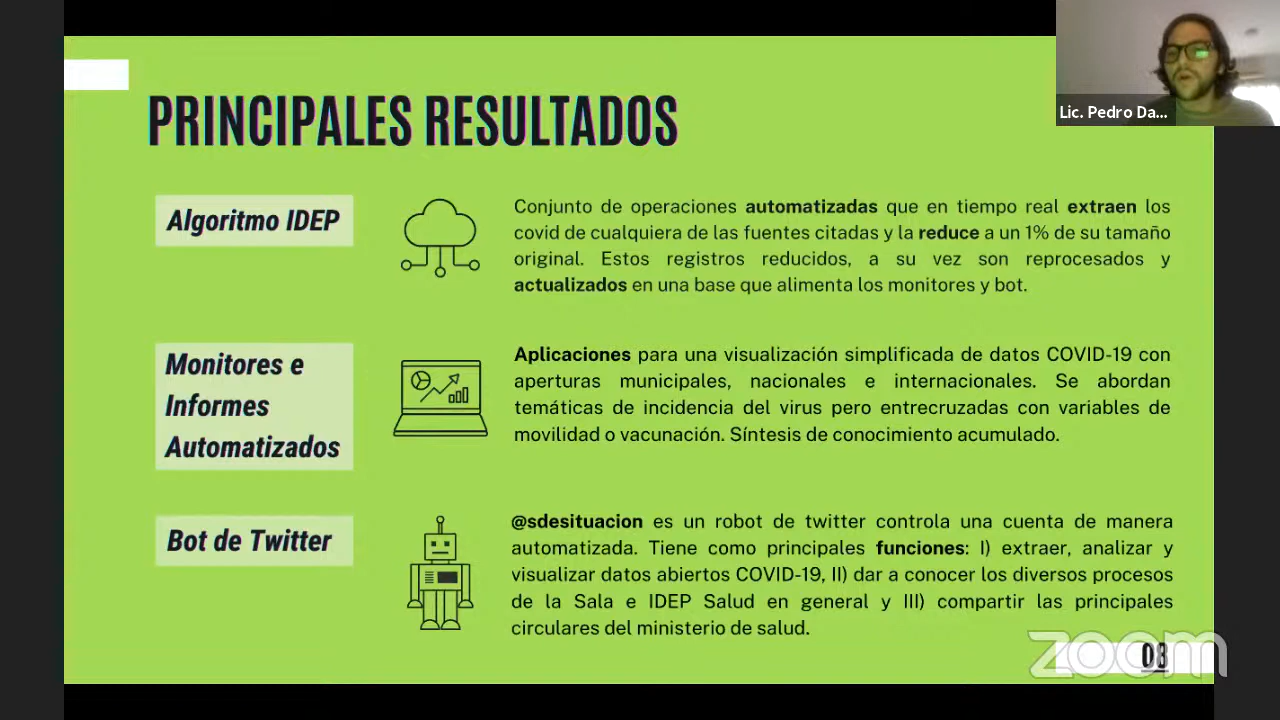 PRINCIPALES RESULTADOS
Lic. Pedro Da...
Algoritmo IDEP
Conjunto de operaciones automatizadas que en tiempo real extraen los
covid de cualquiera de las fuentes citadas y la reduce a un 1% de su tamaño
original. Estos registros reducidos, a su vez son reprocesados y
actualizados en una base que alimenta los monitores y bot.
Monitores e
Informes
Automatizados
Aplicaciones para una visualización simplificada de datos COVID-19 con
aperturas municipales, nacionales e internacionales. Se abordan
temáticas de incidencia del virus pero entrecruzadas con variables de
movilidad o vacunación. Síntesis de conocimiento acumulado.
Bot de Twitter
@sdesituacion es un robot de twitter controla una cuenta de manera
automatizada. Tiene como principales funciones: I) extraer, analizar y
visualizar datos abiertos COVID-19, II) dar a conocer los diversos procesos
de la Sala e IDEP Salud en general y III) compartir las principales
circulares del ministerio de salud.
zoom
08